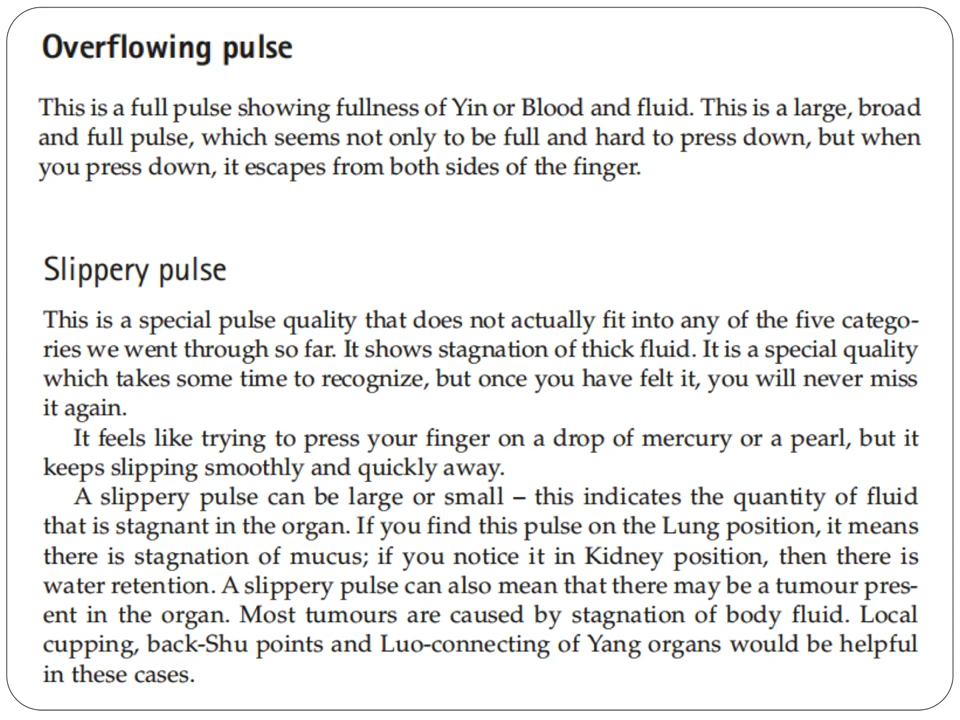 Overflowing pulse
This is a full pulse showing fullness of Yin or Blood and fluid. This is a large, broad
and full pulse, which seems not only to be full and hard to press down, but when
you press down, it escapes from both sides of the finger.
Slippery pulse
This is a special pulse quality that does not actually fit into any of the five catego-
ries we went through so far. It shows stagnation of thick fluid. It is a special quality
which takes some time to recognize, but once you have felt it, you will never miss
it again.
It feels like trying to press your finger on a drop of mercury or a pearl, but it
keeps slipping smoothly and quickly away.
A slippery pulse can be large or small – this indicates the quantity of fluid
that is stagnant in the organ. If you find this pulse on the Lung position, it means
there is stagnation of mucus; if you notice it in Kidney position, then there is
water retention. A slippery pulse can also mean that there may be a tumour pres-
ent in the organ. Most tumours are caused by stagnation of body fluid. Local
cupping, back-Shu points and Luo-connecting of Yang organs would be helpful
in these cases.